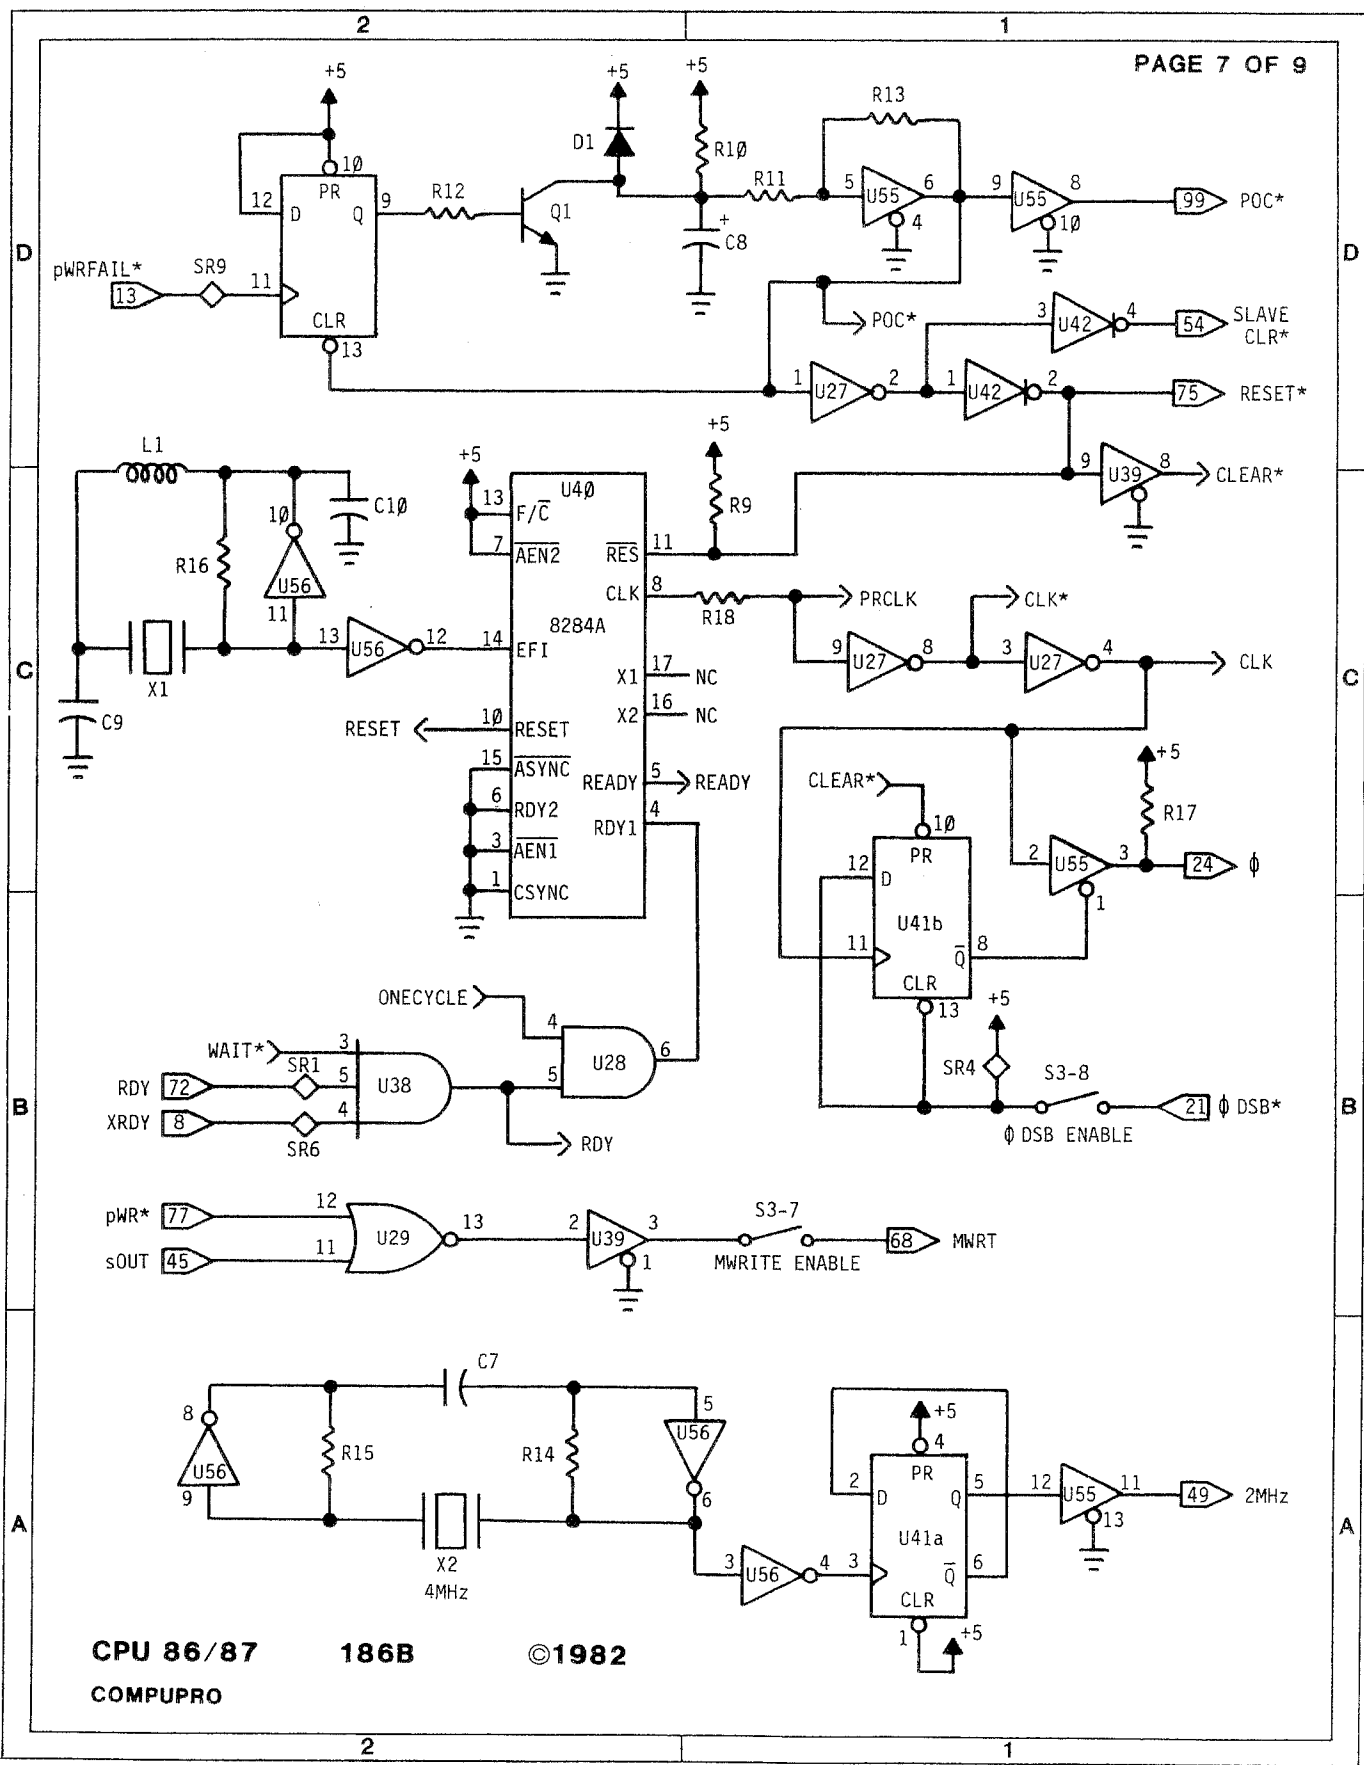 2 1
PAGE 7 OF 9
+5 +5 +5
R13
D1 R10
10
PR
12 D Q 9 R12 Q1
R11 5 U55 6 9 U55 8 99 POC*
4 10
+
C8
D D
pWRFAIL* SR9
13 11
CLR
13
POC*
3 U42 4 54 SLAVE
CLR*
1 U27 2 1 U42 2 75 RESET*
L1
+5 +5
U40
9 U39 8 CLEAR*
10 C10
13 F/C
R9
7 AEN2 RES 11
R16
U56
11
CLK 8 R18 PRCLK CLK*
8284A
13 U56 12 14 EFI
9 U27 8 3 U27 4 CLK
X1
X1 17 NC
C C
X2 16 NC
C9
RESET 10 RESET
15 ASYNC
READY 5 READY
6 RDY2
RDY1 4
3 AEN1
1 CSYNC
CLEAR* 10
+5
R17
PR
12 D
2 U55 3 24 ϕ
1
U41b
11 Q 8
CLR
13
+5
ONECYCLE
4
U28 6
5
WAIT* 3
RDY 72 SR1 5 U38
XRDY 8 4
SR6
RDY
SR4 S3-8
21 ϕ DSB*
ϕ DSB ENABLE
B B
pWR* 77 12
U29 13
sOUT 45 11
2 U39 3
1
S3-7
68 MWRT
MWRITE ENABLE
C7
8
U56
9
R15 R14
5
U56
6
X2
4MHz
+5
4
PR
2 D Q 5 12 U55 11 49 2MHz
13
U41a
3 U56 4 3 Q 6
CLR
1 +5
A A
CPU 86/87 186B ©1982
COMPUPRO
2 1